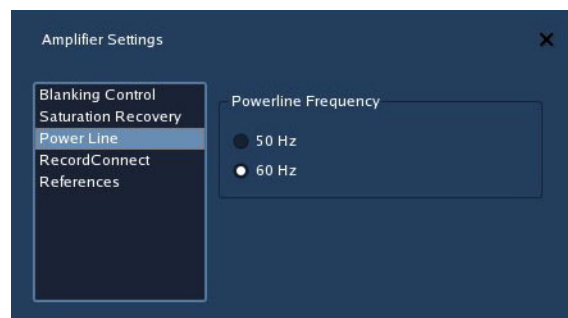 Amplifier Settings
Blanking Control
Saturation Recovery
Power Line
RecordConnect
References
Powerline Frequency
50 Hz
60 Hz